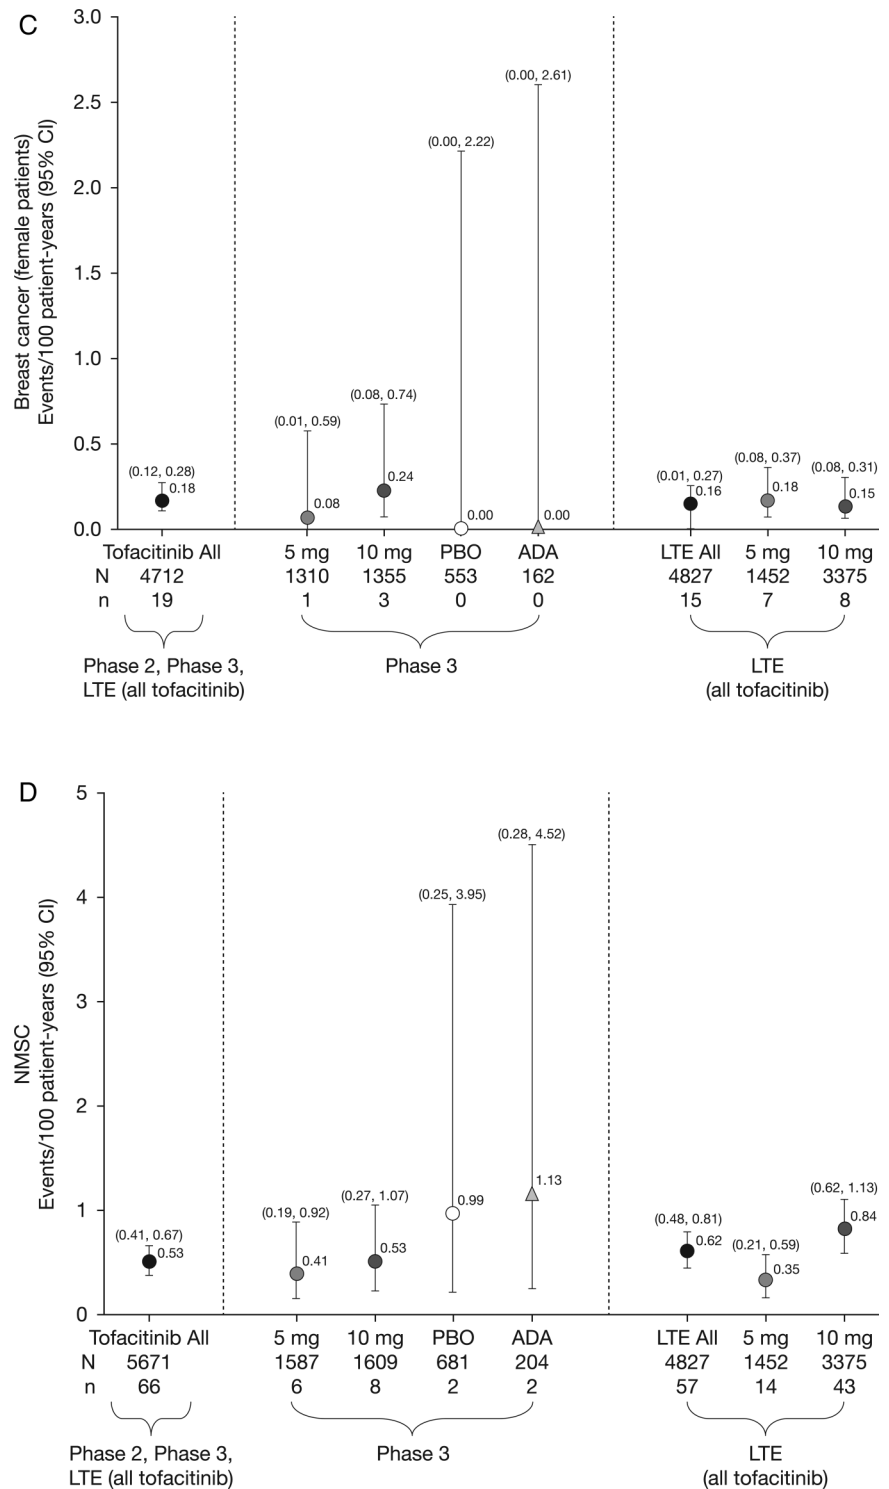 C
Breast cancer (female patients)
Events/100 patient-years (95% CI)
3.0
2.5
2.0
1.5
1.0
0.5
0.0
(0.12, 0.28)
0.18
(0.01, 0.59)
0.08
(0.08, 0.74)
0.24
(0.00, 2.22)
0.00
(0.00, 2.61)
0.00
(0.01, 0.27)
0.16
(0.08, 0.37)
0.18
(0.08, 0.31)
0.15
Tofacitinib All 5 mg 10 mg PBO ADA LTE All 5 mg 10 mg
N 4712 1310 1355 553 162 4827 1452 3375
n 19 1 3 0 0 15 7 8
Phase 2, Phase 3,
LTE (all tofacitinib)
Phase 3
LTE
(all tofacitinib)
D
NMSC
Events/100 patient-years (95% CI)
5
4
3
2
1
0
(0.41, 0.67)
0.53
(0.19, 0.92)
0.41
(0.27, 1.07)
0.53
(0.25, 3.95)
0.99
(0.28, 4.52)
1.13
(0.48, 0.81)
0.62
(0.21, 0.59)
0.35
(0.62, 1.13)
0.84
Tofacitinib All 5 mg 10 mg PBO ADA LTE All 5 mg 10 mg
N 5671 1587 1609 681 204 4827 1452 3375
n 66 6 8 2 2 57 14 43
Phase 2, Phase 3,
LTE (all tofacitinib)
Phase 3
LTE
(all tofacitinib)